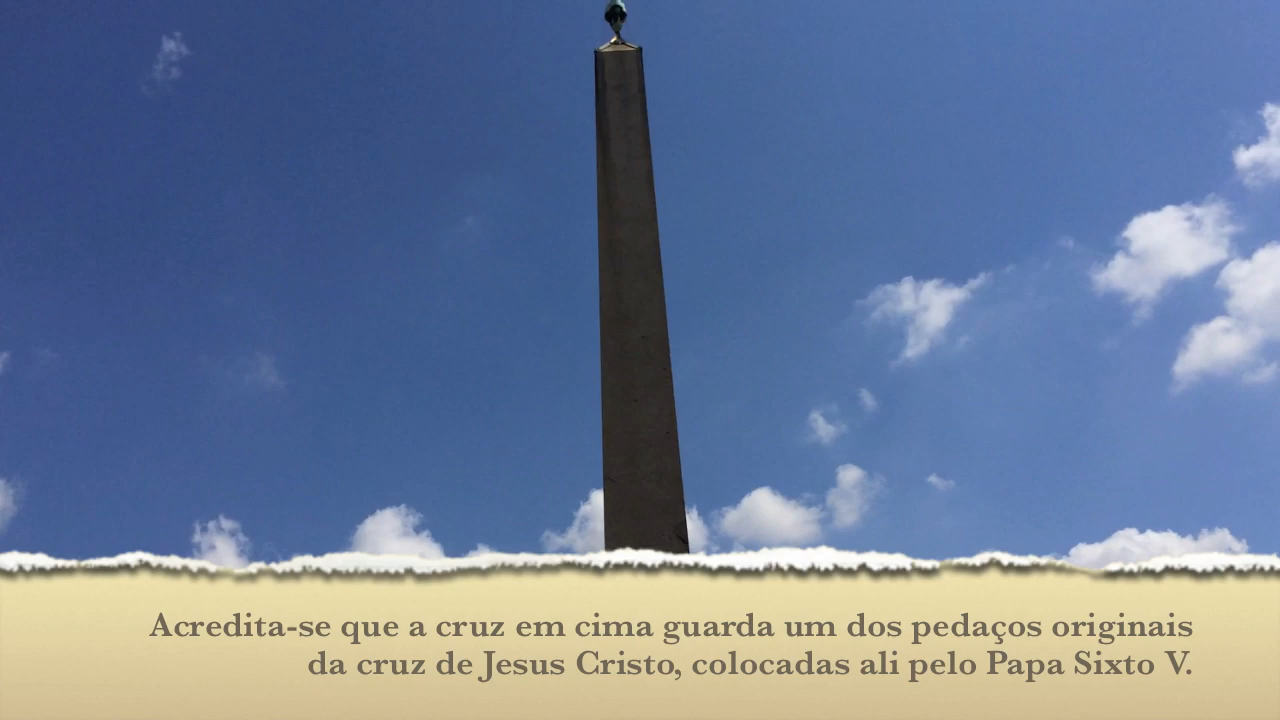 Acredita-se que a cruz em cima guarda um dos pedaços originais
da cruz de Jesus Cristo, colocadas ali pelo Papa Sixto V.